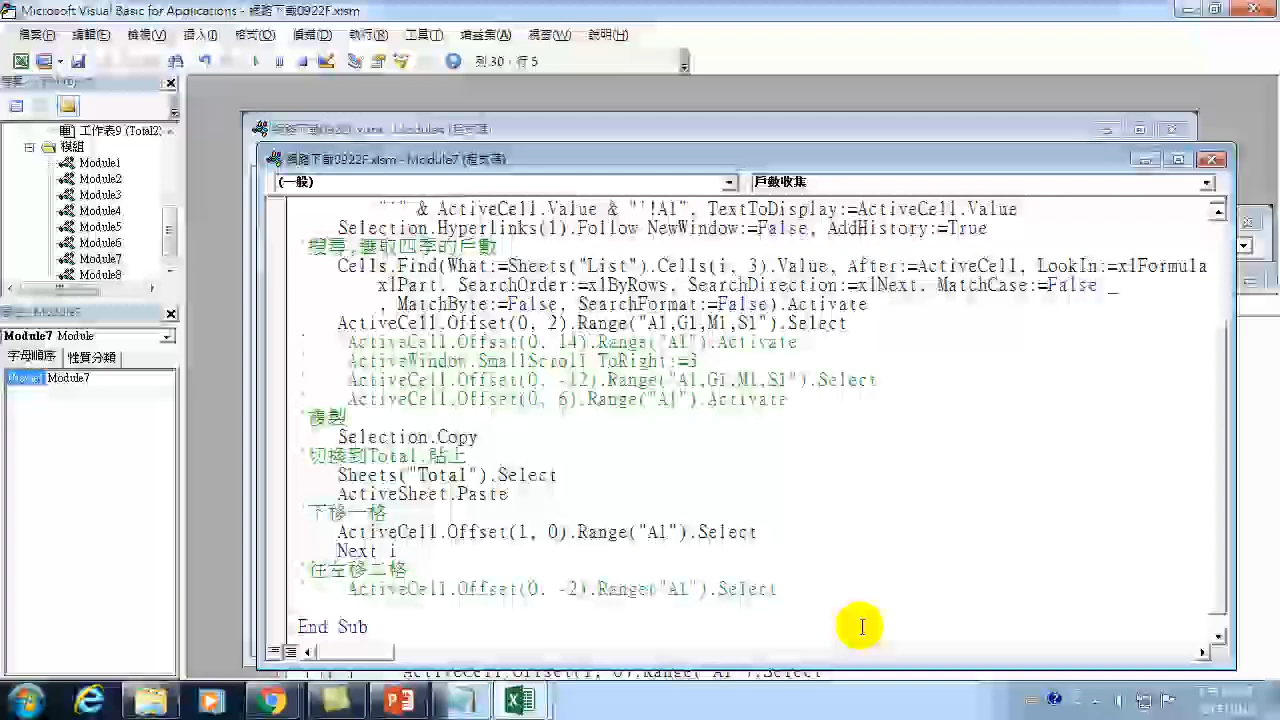 Microsoft Visual Basic for Applications - 網路下載0922F.xlsm
檔案(F) 編輯(E) 檢視(V) 插入(I) 格式(O) 偵錯(D) 執行(R) 工具(T) 增益集(A) 視窗(W) 說明(H)
列 30，行 5
工作表9 (Total2)
模組
Module1
Module2
Module3
Module4
Module5
Module6
Module7
Module8
Module7 Module
字母順序 性質分類
Module7
網路下載0922F.xlsm - Module7 (程式碼)
(一般) 戶數收集
"'" & ActiveCell.Value & "'!A1", TextToDisplay:=ActiveCell.Value
Selection.Hyperlinks(1).Follow NewWindow:=False, AddHistory:=True
'搜尋,選取四季的戶數
Cells.Find(What:=Sheets("List").Cells(i, 3).Value, After:=ActiveCell, LookIn:=xlFormula
xlPart, SearchOrder:=xlByRows, SearchDirection:=xlNext, MatchCase:=False _
, MatchByte:=False, SearchFormat:=False).Activate
ActiveCell.Offset(0, 2).Range("A1,G1,M1,S1").Select
' ActiveCell.Offset(0, 14).Range("A1").Activate
' ActiveWindow.SmallScroll ToRight:=3
' ActiveCell.Offset(0, -12).Range("A1,G1,M1,S1").Select
' ActiveCell.Offset(0, 6).Range("A1").Activate
'複製
Selection.Copy
'切換到Total.貼上
Sheets("Total").Select
ActiveSheet.Paste
'下移一格
ActiveCell.Offset(1, 0).Range("A1").Select
Next i
'往左移二格
' ActiveCell.Offset(0, -2).Range("A1").Select
End Sub